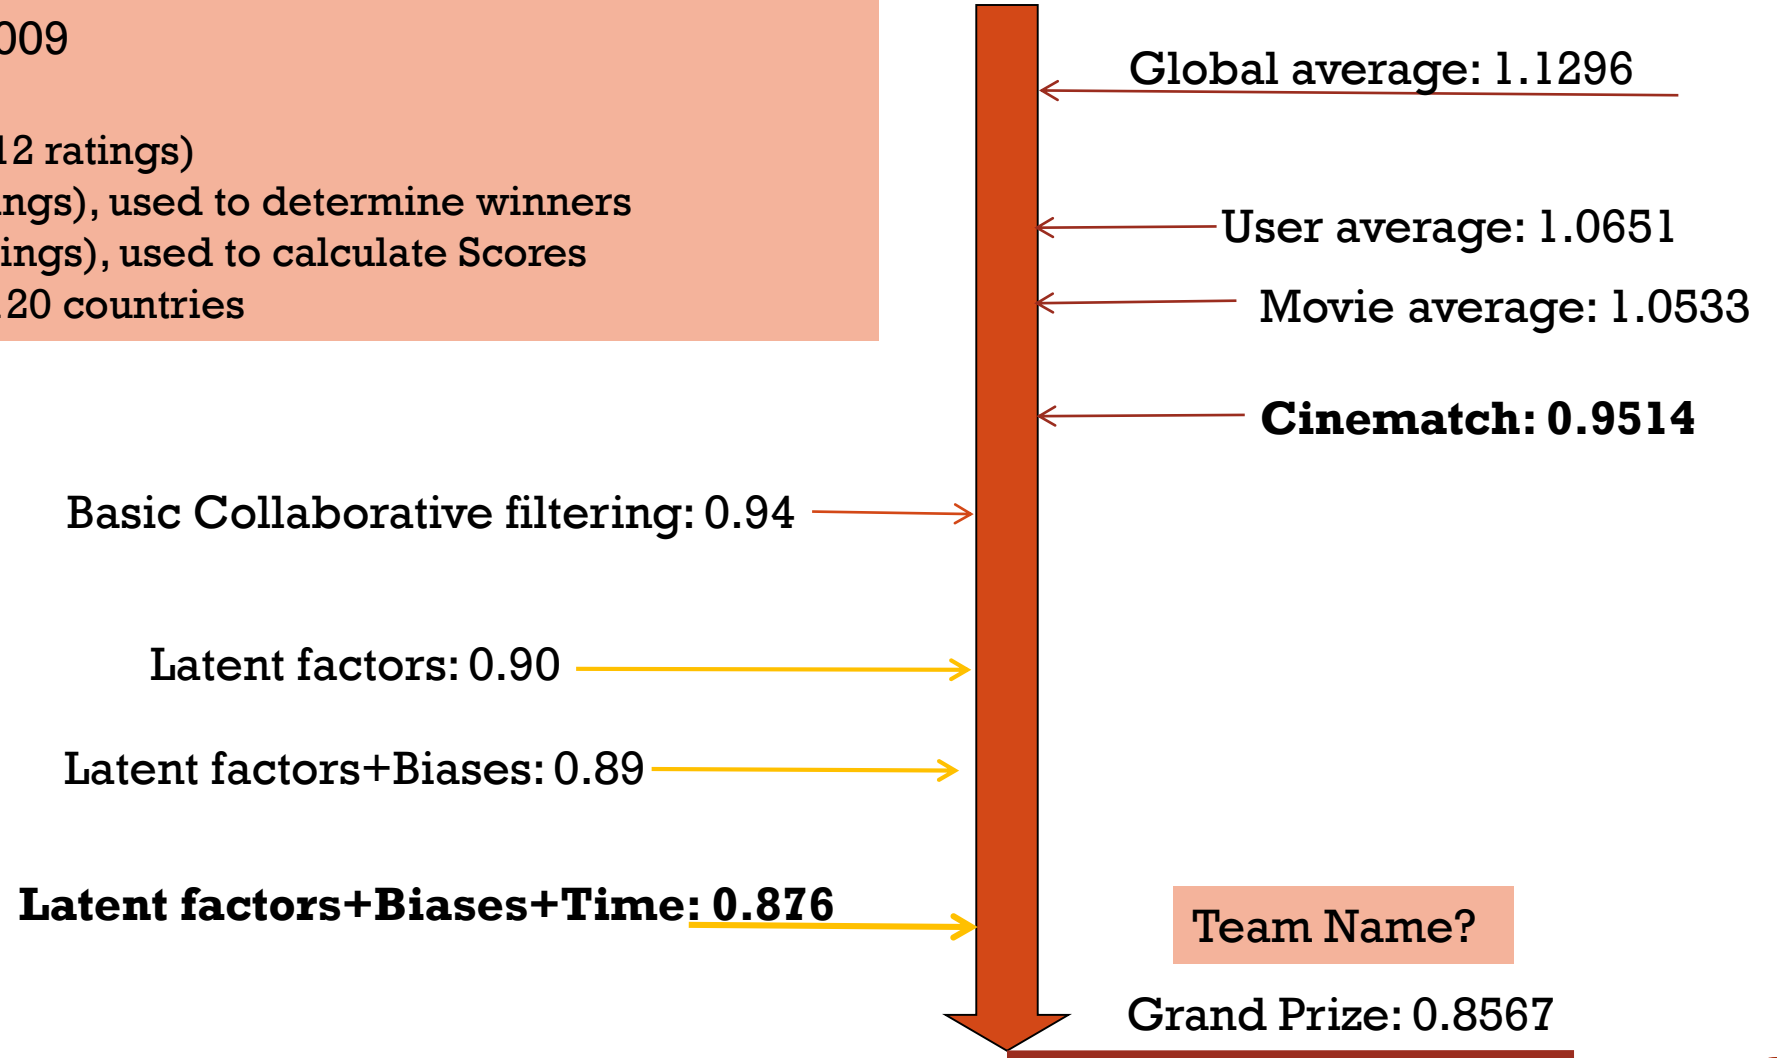 009
12 ratings)
ings), used to determine winners
ings), used to calculate Scores
120 countries
Global average: 1.1296
User average: 1.0651
Movie average: 1.0533
Cinematch: 0.9514
Basic Collaborative filtering: 0.94
Latent factors: 0.90
Latent factors+Biases: 0.89
Latent factors+Biases+Time: 0.876
Team Name?
Grand Prize: 0.8567